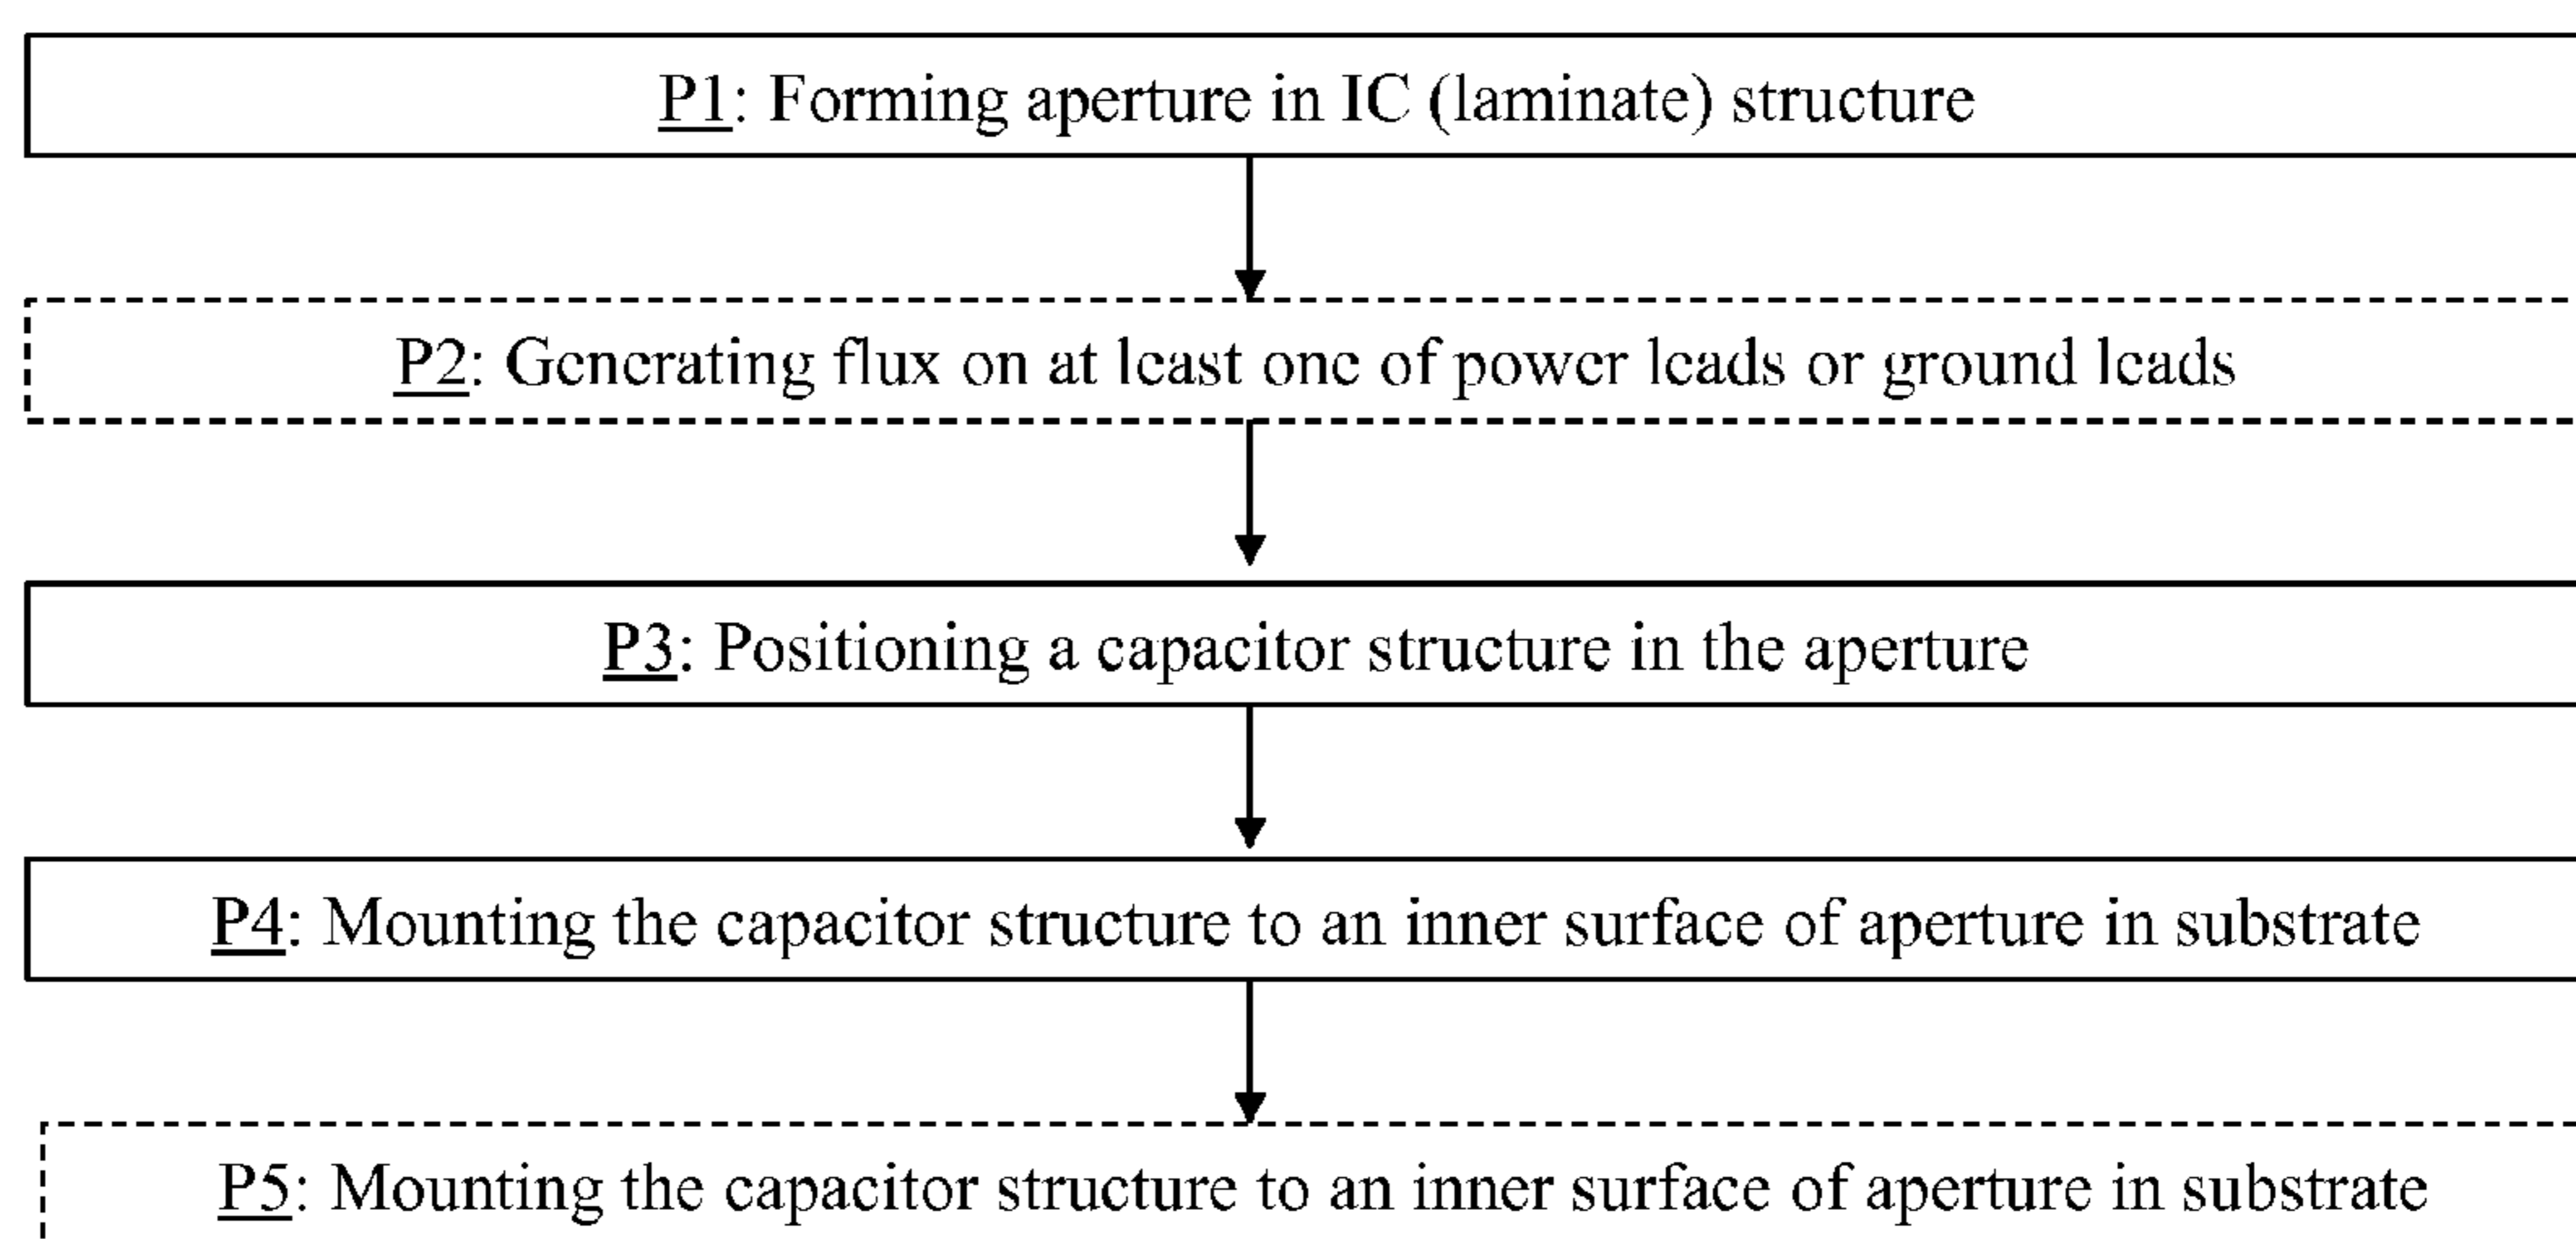 P1: Forming aperture in IC (laminate) structure
P2: Generating flux on at least one of power leads or ground leads
P3: Positioning a capacitor structure in the aperture
P4: Mounting the capacitor structure to an inner surface of aperture in substrate
P5: Mounting the capacitor structure to an inner surface of aperture in substrate